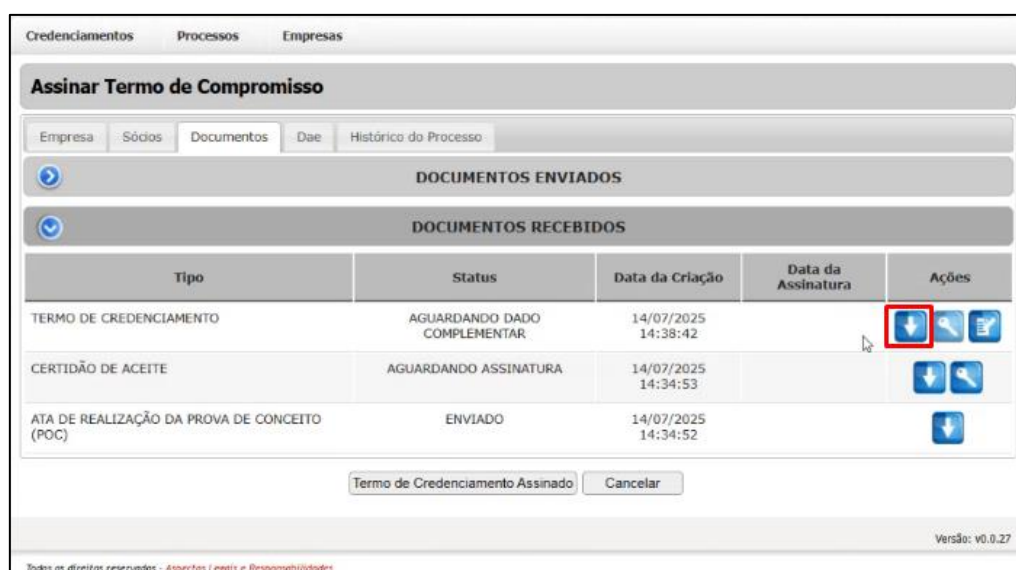 Credenciamentos Processos Empresas
Assinar Termo de Compromisso
Empresa Sócios Documentos Dae Histórico do Processo
DOCUMENTOS ENVIADOS
DOCUMENTOS RECEBIDOS
Tipo Status Data da Criação Data da Assinatura Ações
TERMO DE CREDENCIAMENTO AGUARDANDO DADO COMPLEMENTAR 14/07/2025 14:38:42
CERTIDÃO DE ACEITE AGUARDANDO ASSINATURA 14/07/2025 14:34:53
ATA DE REALIZAÇÃO DA PROVA DE CONCEITO (POC) ENVIADO 14/07/2025 14:34:52
Termo de Credenciamento Assinado Cancelar
Versão: v0.0.27
Todos os direitos reservados - Aspectos Legais e Responsabilidades